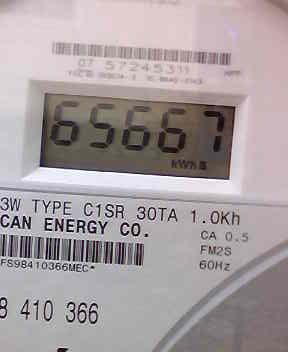 07 57245311
65667
kWhs
3W TYPE C1SR 30TA 1.0Kh
CAN ENERGY CO.
CA 0.5
FM2S
60Hz
FS98410366MEC*
8 410 366